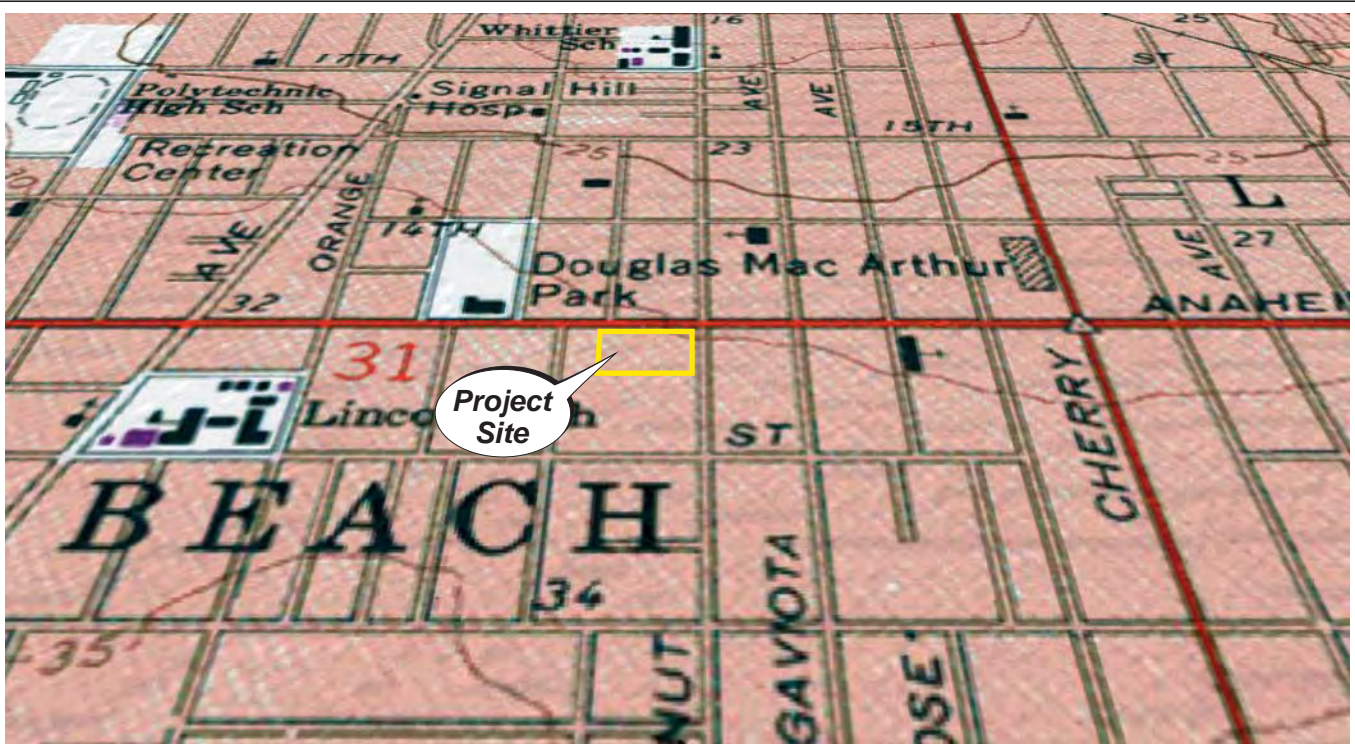 16
25
Whittier
Sch
17TH
ST
Polytechnic
High Sch
Signal Hill
Hosp
AVE
AVE
15TH
Recreation
Center
25
23
25
L
ORANGE
14TH
AVE
AVE
27
Douglas Mac Arthur
Park
32
ANAHEI
31
Project
Site
Linco
h
ST
CHERRY
BEACH
34
35
NUT
GAVIOTA
OSE